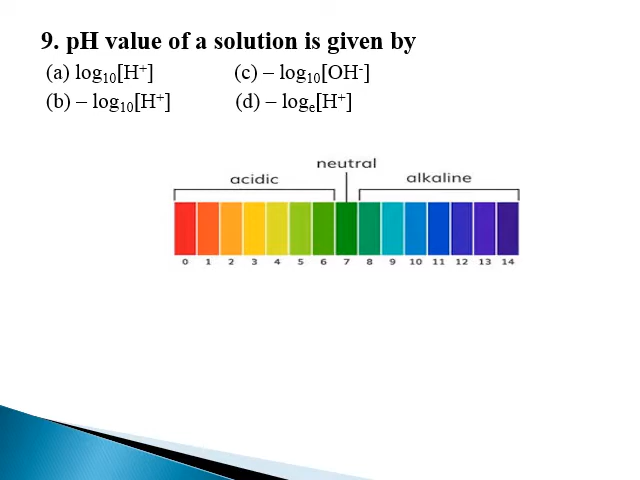 9. pH value of a solution is given by
(a) log₁₀[H⁺] (c) – log₁₀[OH⁻]
(b) – log₁₀[H⁺] (d) – logₑ[H⁺]
neutral
acidic alkaline
0 1 2 3 4 5 6 7 8 9 10 11 12 13 14